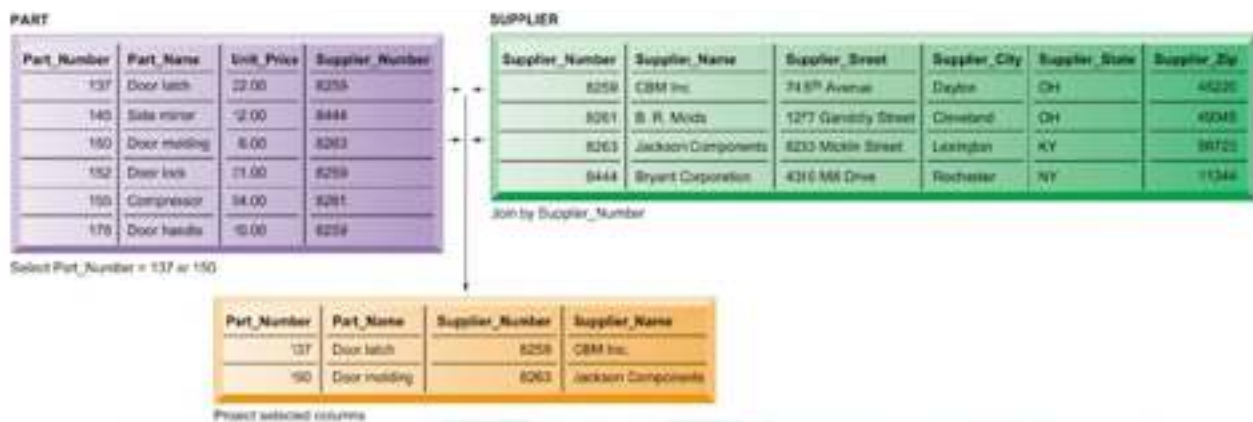 PART
Part_Number Part_Name Unit_Price Supplier_Number
137 Door latch 22.00 8259
145 Side mirror 12.00 8444
150 Door molding 6.00 8263
152 Door lock 31.00 8259
155 Compressor 54.00 8261
178 Door handle 10.00 8259
Select Part_Number = 137 or 150
SUPPLIER
Supplier_Number Supplier_Name Supplier_Street Supplier_City Supplier_State Supplier_Zip
8259 CBM Inc. 74 5th Avenue Dayton OH 45220
8261 B. R. Molds 1277 Gandolly Street Cleveland OH 49345
8263 Jackson Components 8233 Micklin Street Lexington KY 56723
8444 Bryant Corporation 4315 Mill Drive Rochester NY 11344
Join by Supplier_Number
Part_Number Part_Name Supplier_Number Supplier_Name
137 Door latch 8259 CBM Inc.
150 Door molding 8263 Jackson Components
Project selected columns